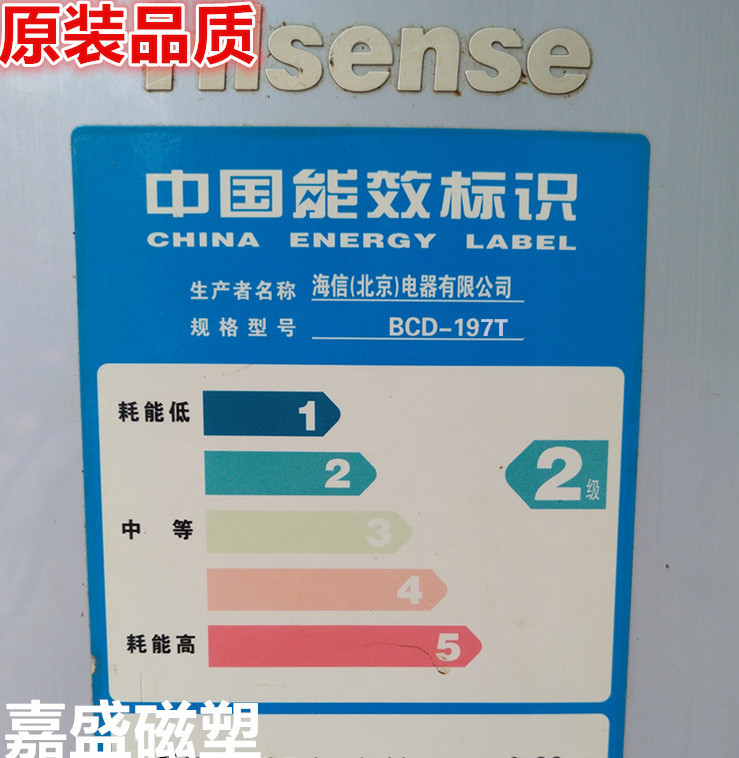 原装品质
Hisense
中国能效标识
CHINA ENERGY LABEL
生产者名称 海信(北京)电器有限公司
规格型号 BCD-197T
耗能低 1
2 2级
中等 3
4
耗能高 5
嘉盛磁塑